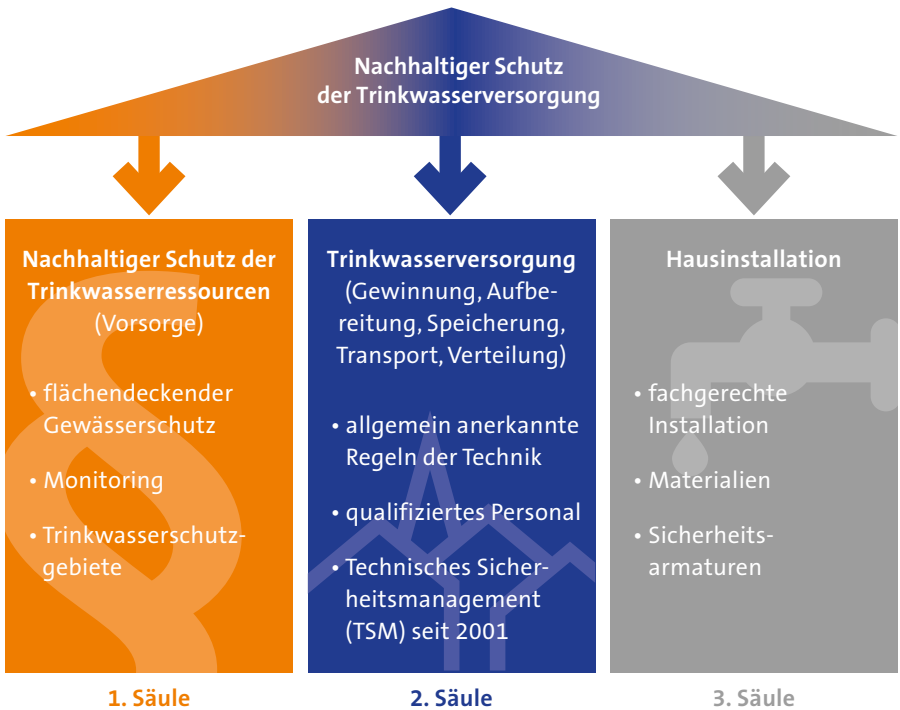 Nachhaltiger Schutz
der Trinkwasserversorgung
Nachhaltiger Schutz der
Trinkwasserressourcen
(Vorsorge)
• flächendeckender
Gewässerschutz
• Monitoring
• Trinkwasserschutz-
gebiete
1. Säule
Trinkwasserversorgung
(Gewinnung, Aufbe-
reitung, Speicherung,
Transport, Verteilung)
• allgemein anerkannte
Regeln der Technik
• qualifiziertes Personal
• Technisches Sicher-
heitsmanagement
(TSM) seit 2001
2. Säule
Hausinstallation
• fachgerechte
Installation
• Materialien
• Sicherheits-
armaturen
3. Säule